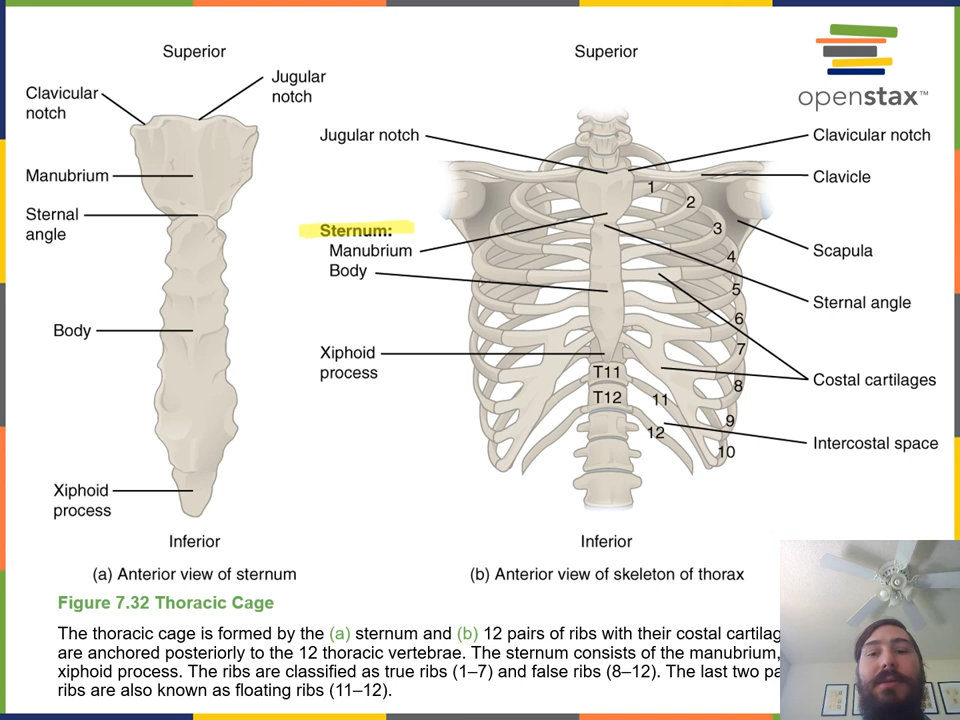 Superior
Clavicular
notch
Jugular
notch
Manubrium
Sternal
angle
Body
Xiphoid
process
Inferior
(a) Anterior view of sternum
Superior
openstax™
Jugular notch
Clavicular notch
Clavicle
1
2
3
4
5
6
7
8
9
10
11
12
Sternum:
Manubrium
Body
Scapula
Sternal angle
Xiphoid
process
T11
T12
Costal cartilages
Intercostal space
Inferior
(b) Anterior view of skeleton of thorax
Figure 7.32 Thoracic Cage
The thoracic cage is formed by the (a) sternum and (b) 12 pairs of ribs with their costal
are anchored posteriorly to the 12 thoracic vertebrae. The sternum consists of the manubrium,
xiphoid process. The ribs are classified as true ribs (1–7) and false ribs (8–12). The last two
ribs are also known as floating ribs (11–12).